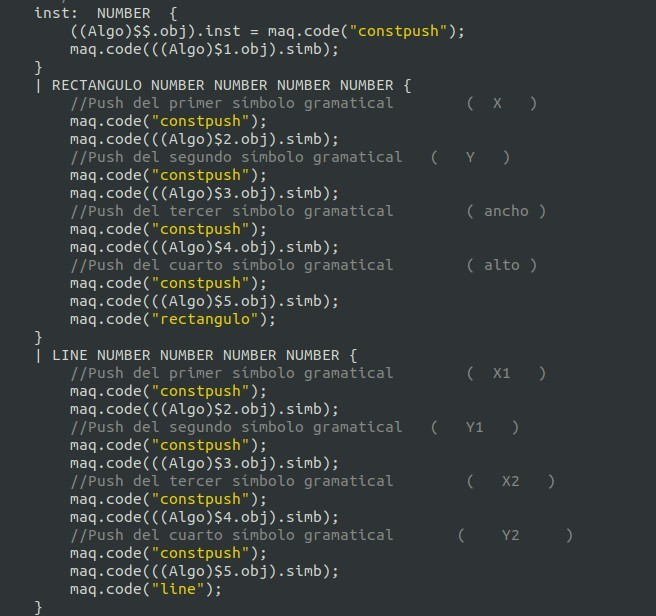 inst:  NUMBER  {
    ((Algo)$$.obj).inst = maq.code("constpush");
    maq.code(((Algo)$1.obj).simb);
}
| RECTANGULO NUMBER NUMBER NUMBER NUMBER {
    //Push del primer símbolo gramatical        (  X   )
    maq.code("constpush");
    maq.code(((Algo)$2.obj).simb);
    //Push del segundo símbolo gramatical   (   Y   )
    maq.code("constpush");
    maq.code(((Algo)$3.obj).simb);
    //Push del tercer símbolo gramatical        ( ancho )
    maq.code("constpush");
    maq.code(((Algo)$4.obj).simb);
    //Push del cuarto símbolo gramatical        ( alto )
    maq.code("constpush");
    maq.code(((Algo)$5.obj).simb);
    maq.code("rectangulo");
}
| LINE NUMBER NUMBER NUMBER NUMBER {
    //Push del primer símbolo gramatical        (  X1   )
    maq.code("constpush");
    maq.code(((Algo)$2.obj).simb);
    //Push del segundo símbolo gramatical   (   Y1   )
    maq.code("constpush");
    maq.code(((Algo)$3.obj).simb);
    //Push del tercer símbolo gramatical        (   X2   )
    maq.code("constpush");
    maq.code(((Algo)$4.obj).simb);
    //Push del cuarto símbolo gramatical       (    Y2     )
    maq.code("constpush");
    maq.code(((Algo)$5.obj).simb);
    maq.code("line");
}